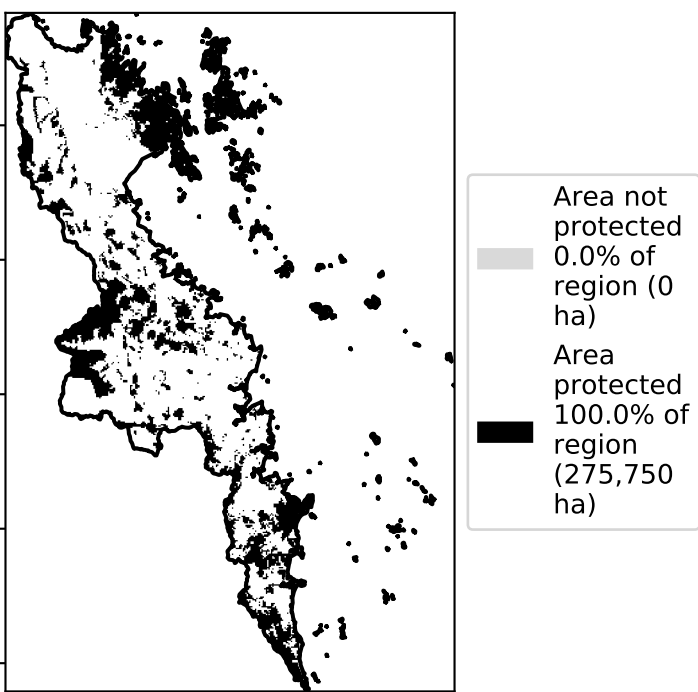 Area not
protected
0.0% of
region (0
ha)
Area
protected
100.0% of
region
(275,750
ha)